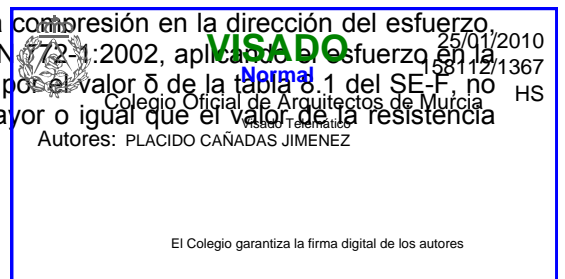 compresión en la dirección del esfuerzo,
772-1:2002, aplicando el esfuerzo en la
por el valor δ de la tabla 8.1 del SE-F, no
o igual que el valor de la resistencia
VISADO
Normal
25/01/2010
158112/1367
HS
Colegio Oficial de Arquitectos de Murcia
Visado Telemático
Autores: PLACIDO CAÑADAS JIMENEZ
El Colegio garantiza la firma digital de los autores